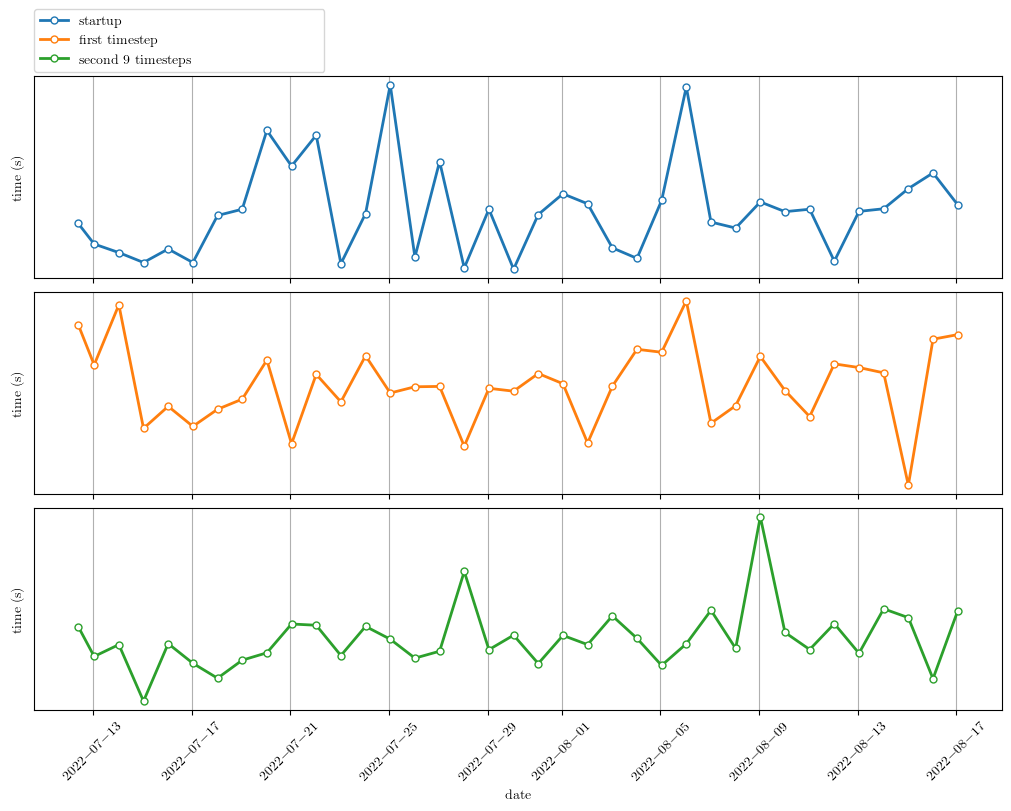 startup
first timestep
second 9 timesteps
time (s)
time (s)
time (s)
2022−07−13
2022−07−17
2022−07−21
2022−07−25
2022−07−29
2022−08−01
2022−08−05
2022−08−09
2022−08−13
2022−08−17
date